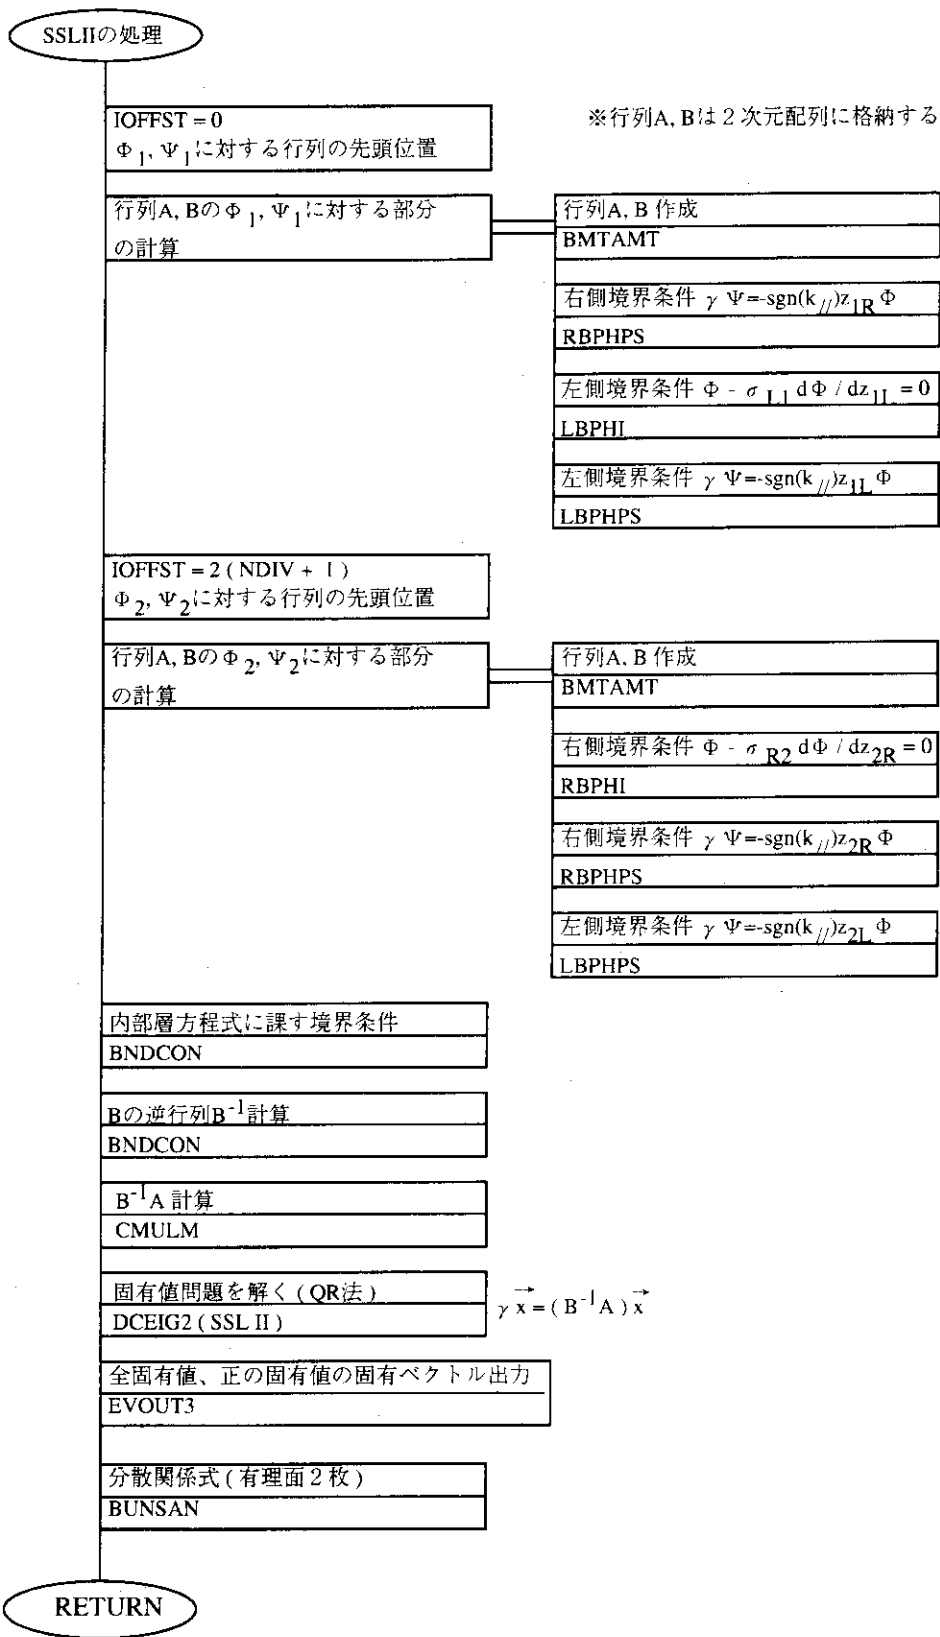 SSLIIの処理
※行列A, Bは２次元配列に格納する
IOFFST = 0
Φ1, Ψ1に対する行列の先頭位置
行列A, BのΦ1, Ψ1に対する部分
の計算
行列A, B 作成
BMTAMT
右側境界条件 γ Ψ=-sgn(k//)z1R Φ
RBPHPS
左側境界条件 Φ - σL1 dΦ / dz1L = 0
LBPHI
左側境界条件 γ Ψ=-sgn(k//)z1L Φ
LBPHPS
IOFFST = 2 ( NDIV + 1 )
Φ2, Ψ2に対する行列の先頭位置
行列A, BのΦ2, Ψ2に対する部分
の計算
行列A, B 作成
BMTAMT
右側境界条件 Φ - σR2 dΦ / dz2R = 0
RBPHI
右側境界条件 γ Ψ=-sgn(k//)z2R Φ
RBPHPS
左側境界条件 γ Ψ=-sgn(k//)z2L Φ
LBPHPS
内部層方程式に課す境界条件
BNDCON
Bの逆行列B⁻¹計算
BNDCON
B⁻¹A 計算
CMULM
固有値問題を解く ( QR法 )
DCEIG2 ( SSL II )
γ x→ = ( B⁻¹A ) x→
全固有値、正の固有値の固有ベクトル出力
EVOUT3
分散関係式 ( 有理面２枚 )
BUNSAN
RETURN